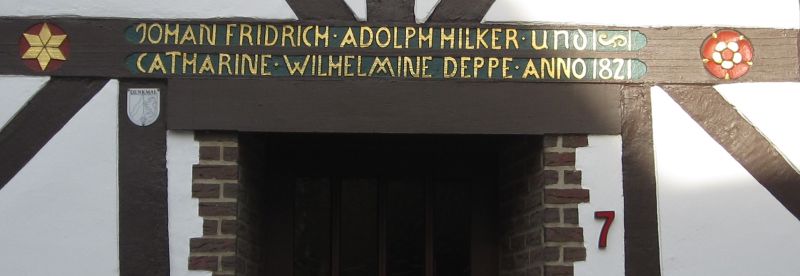 JOHAN FRIDRICH·ADOLPH HILKER·und
CATHARINE·WILHELMINE DEPPE·ANNO 1821
DENKMAL
7